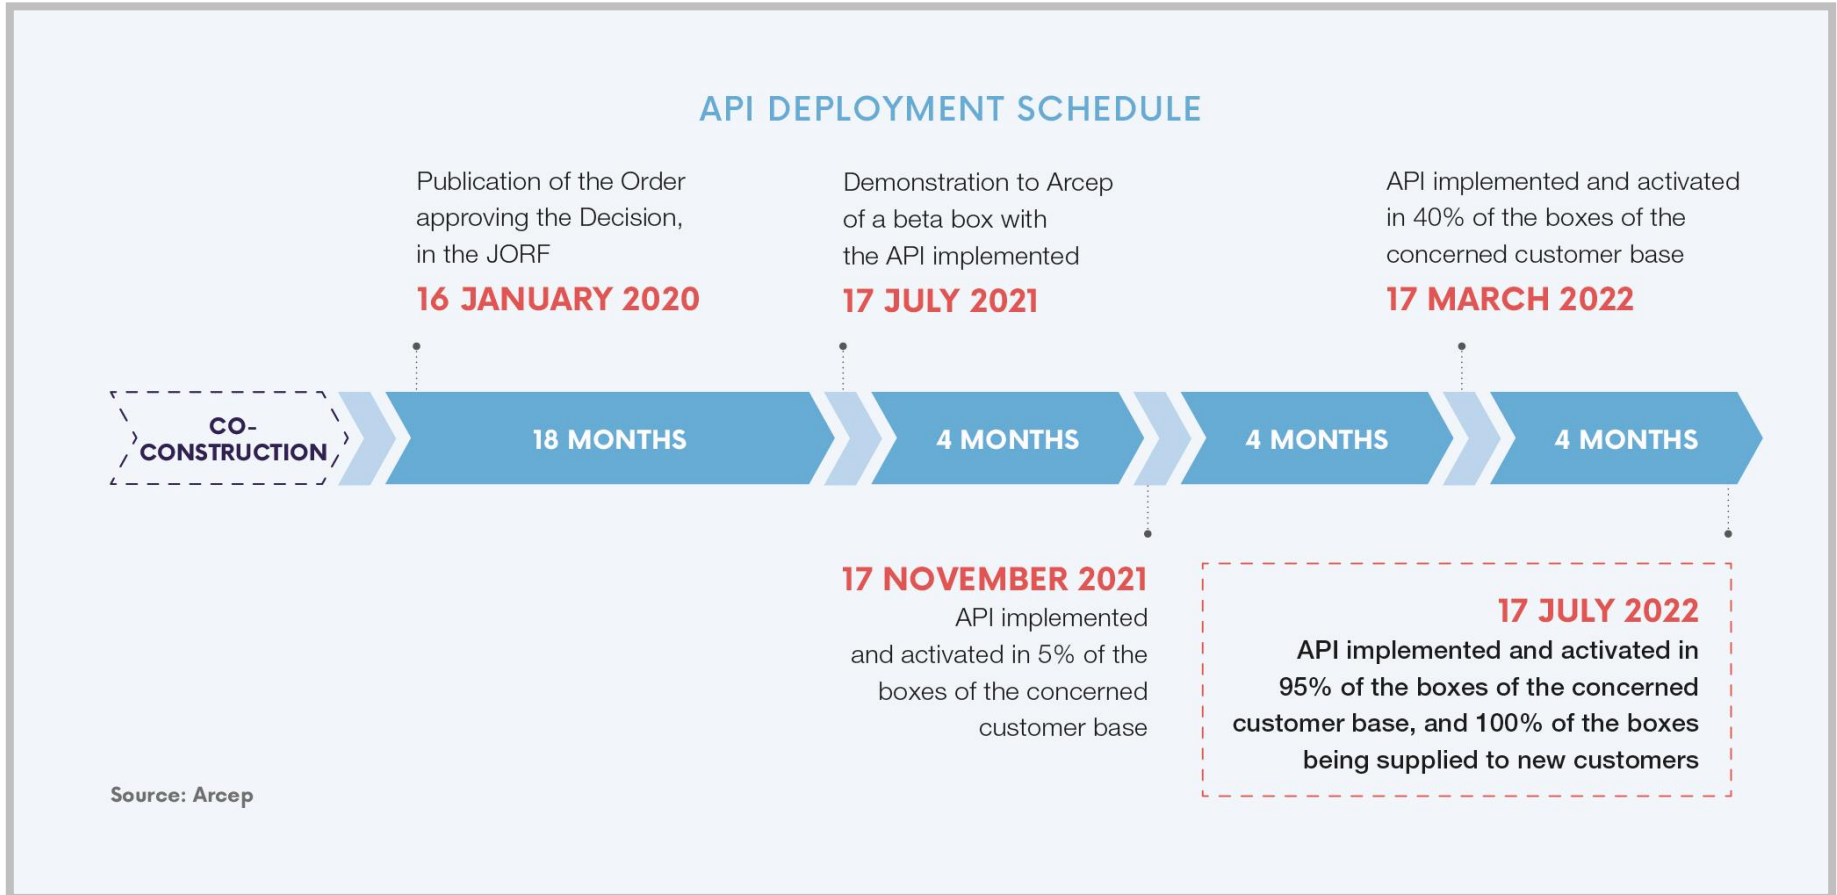 API DEPLOYMENT SCHEDULE
Publication of the Order
approving the Decision,
in the JORF
16 JANUARY 2020
Demonstration to Arcep
of a beta box with
the API implemented
17 JULY 2021
API implemented and activated
in 40% of the boxes of the
concerned customer base
17 MARCH 2022
CO-
CONSTRUCTION
18 MONTHS
4 MONTHS
4 MONTHS
4 MONTHS
17 NOVEMBER 2021
API implemented
and activated in 5% of the
boxes of the concerned
customer base
17 JULY 2022
API implemented and activated in
95% of the boxes of the concerned
customer base, and 100% of the boxes
being supplied to new customers
Source: Arcep